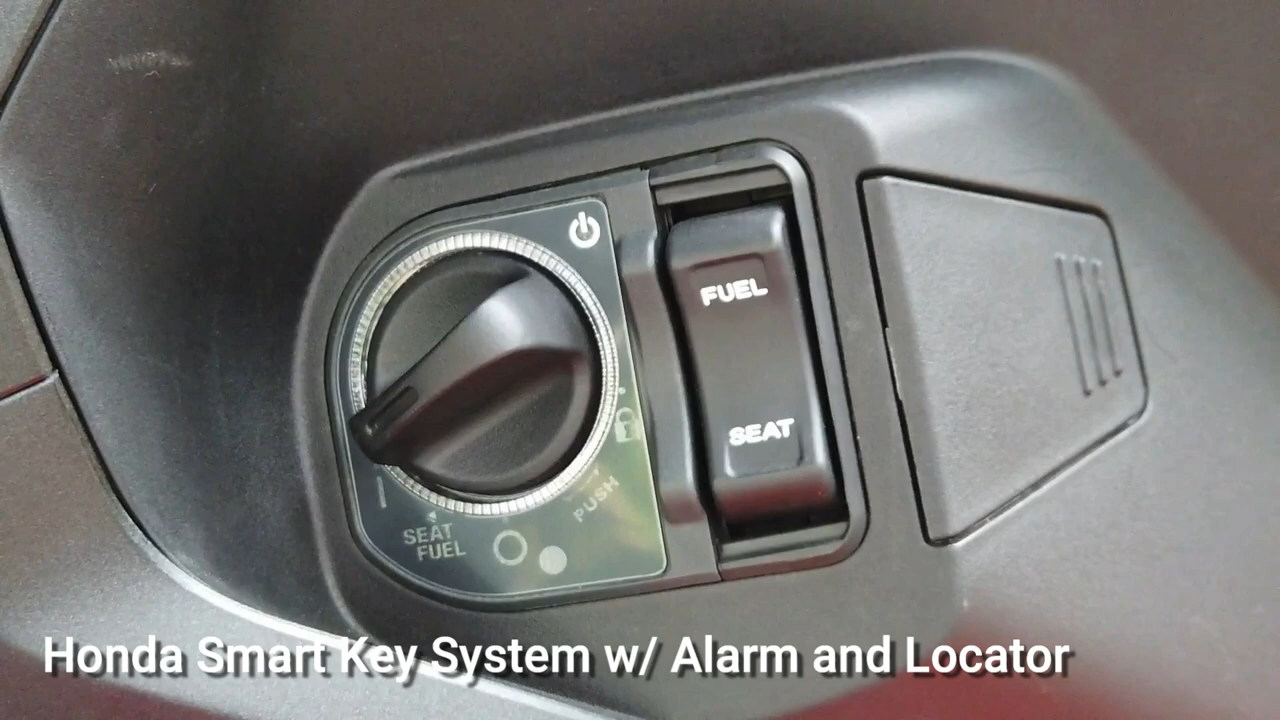 FUEL
SEAT
PUSH
SEAT
FUEL
Honda Smart Key System w/ Alarm and Locator